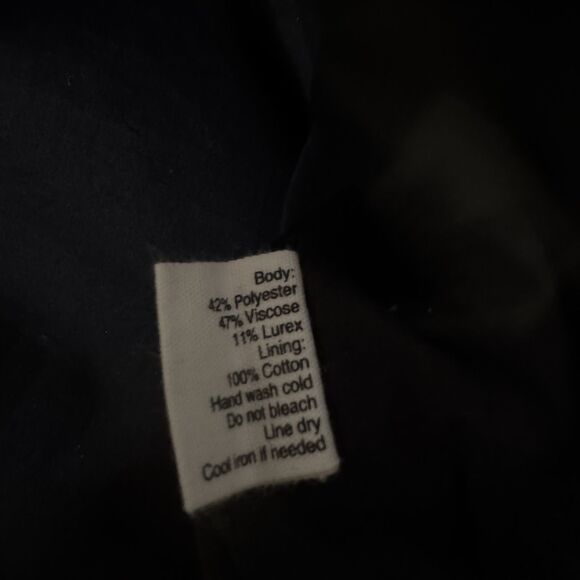 Body:
42% Polyester
47% Viscose
11% Lurex
Lining:
100% Cotton
Hand wash cold
Do not bleach
Line dry
Cool iron if needed